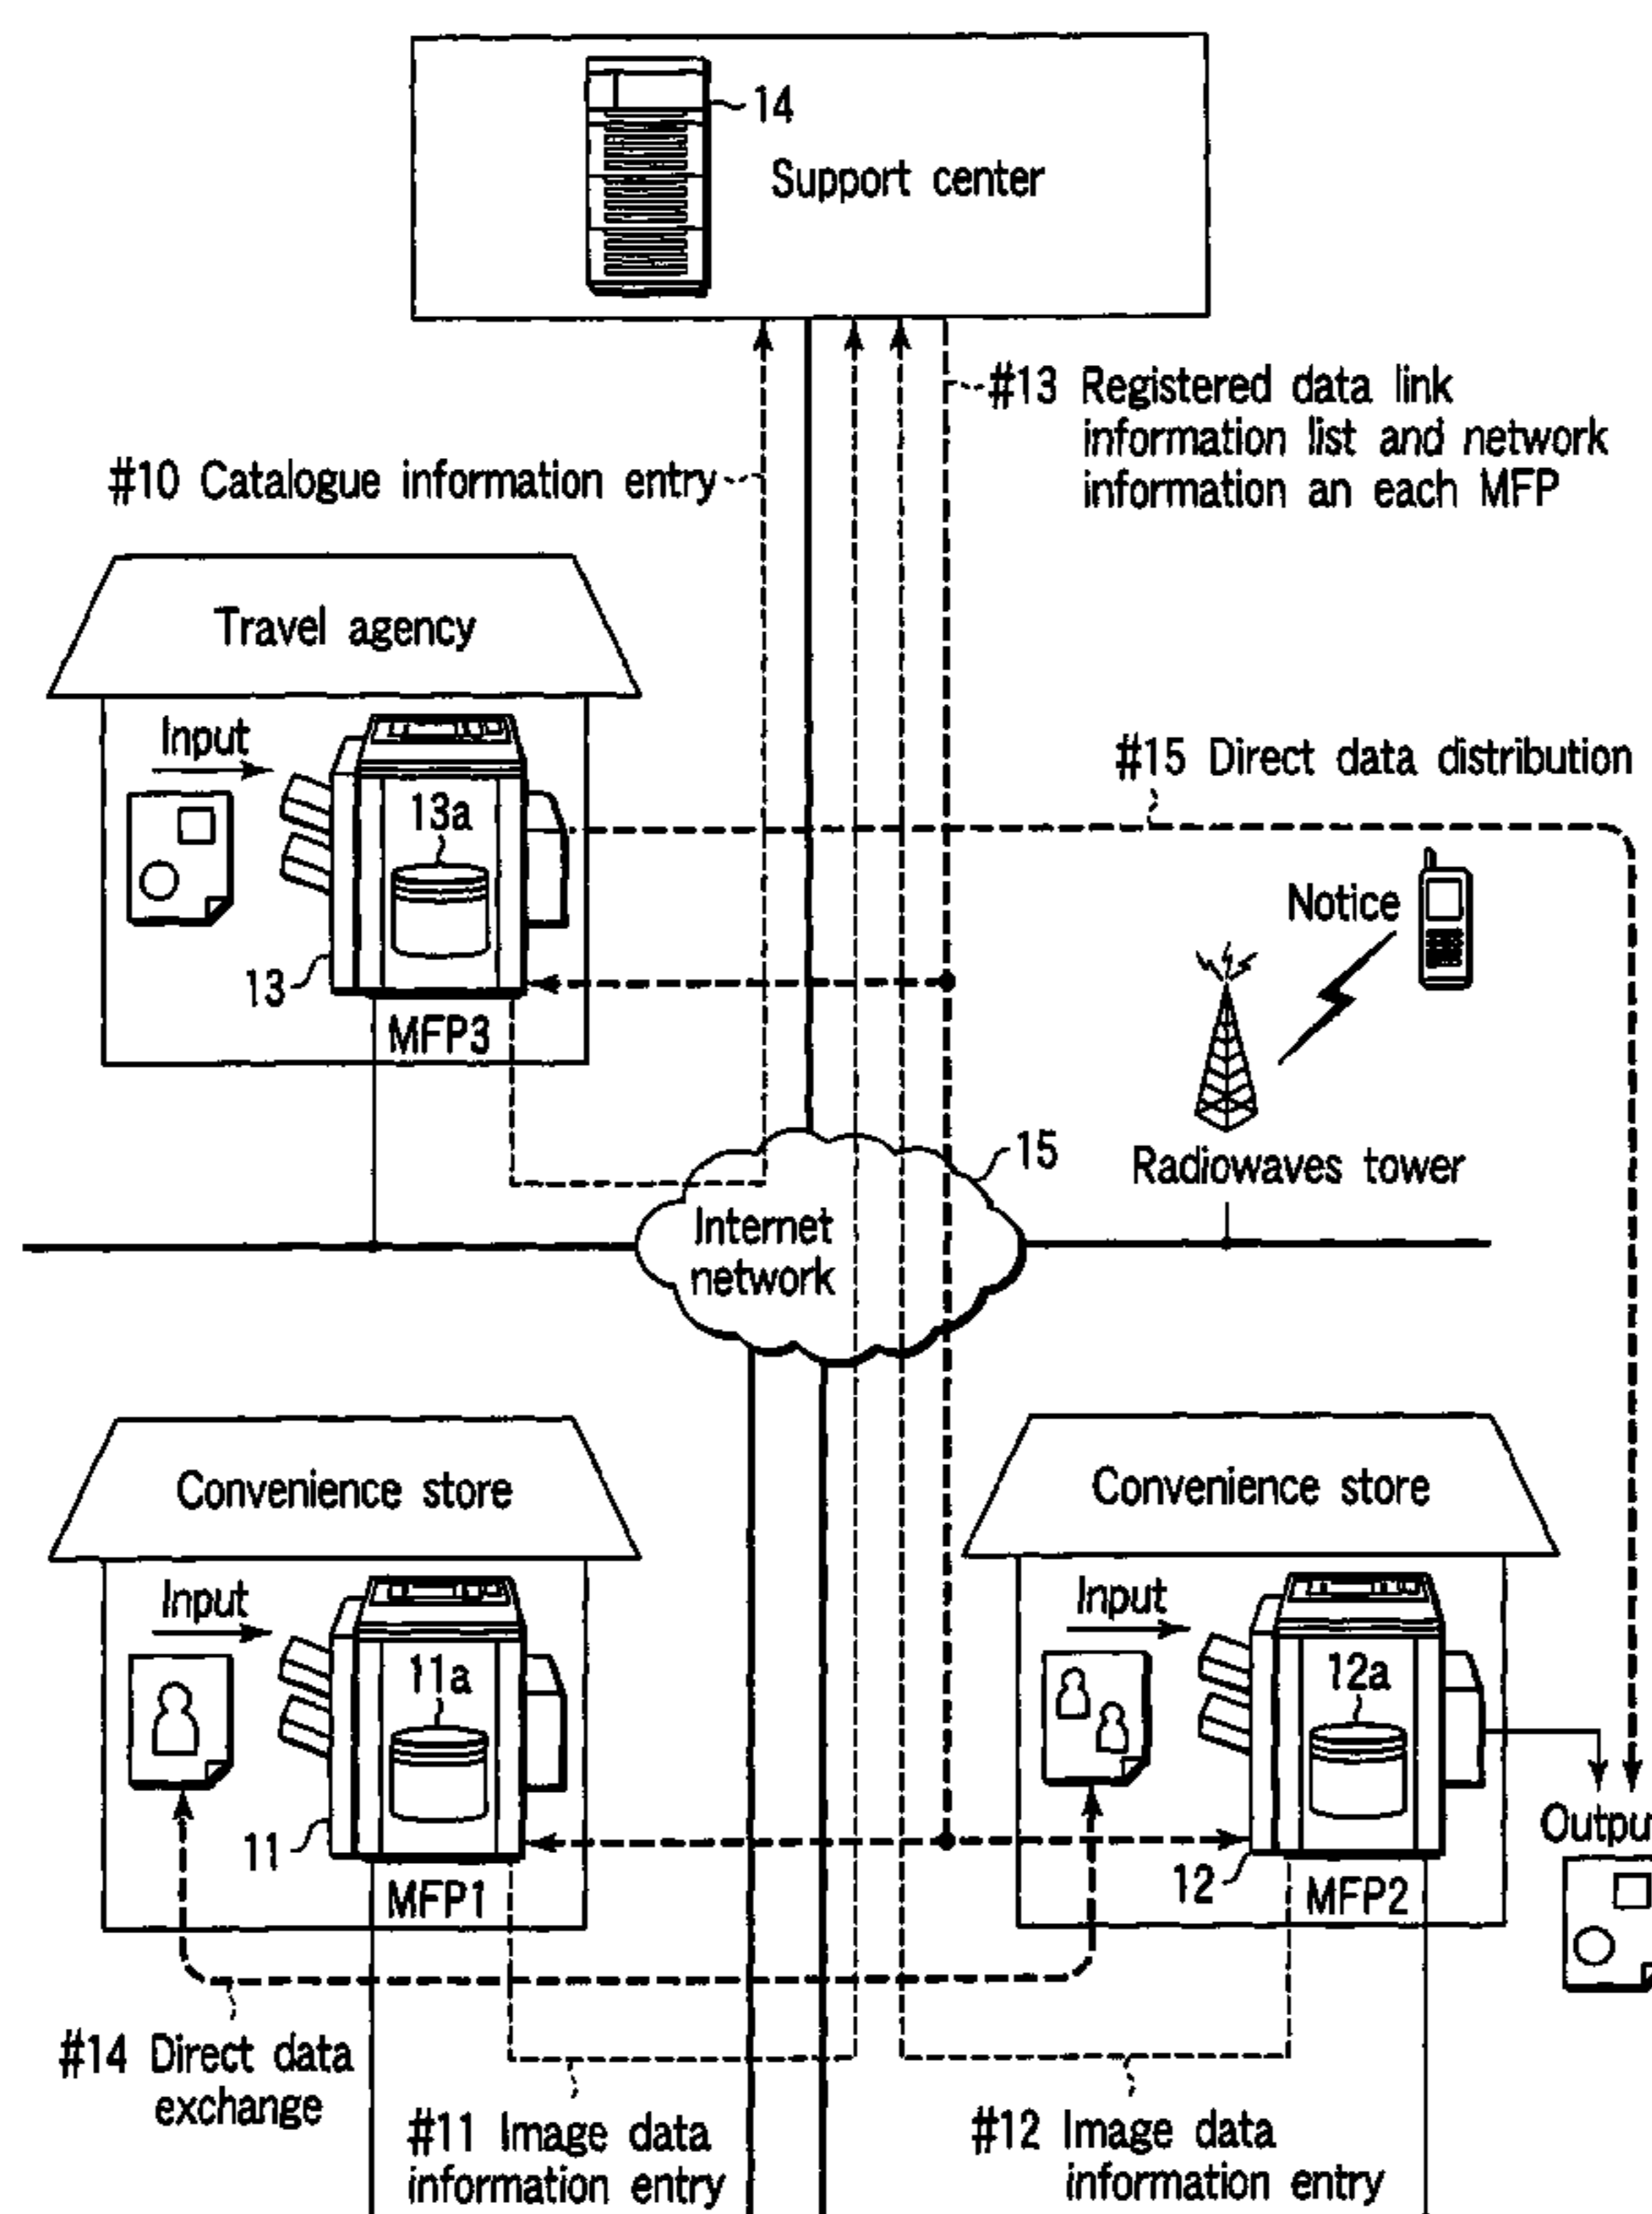 14
Support center
#13 Registered data link
information list and network
information an each MFP
#10 Catalogue information entry
Travel agency
Input
13a
13
MFP3
#15 Direct data distribution
Notice
15
Radiowaves tower
Internet
network
Convenience store
Input
11a
11
MFP1
Convenience store
Input
12a
12
MFP2
Outpu
#14 Direct data
exchange
#11 Image data
information entry
#12 Image data
information entry